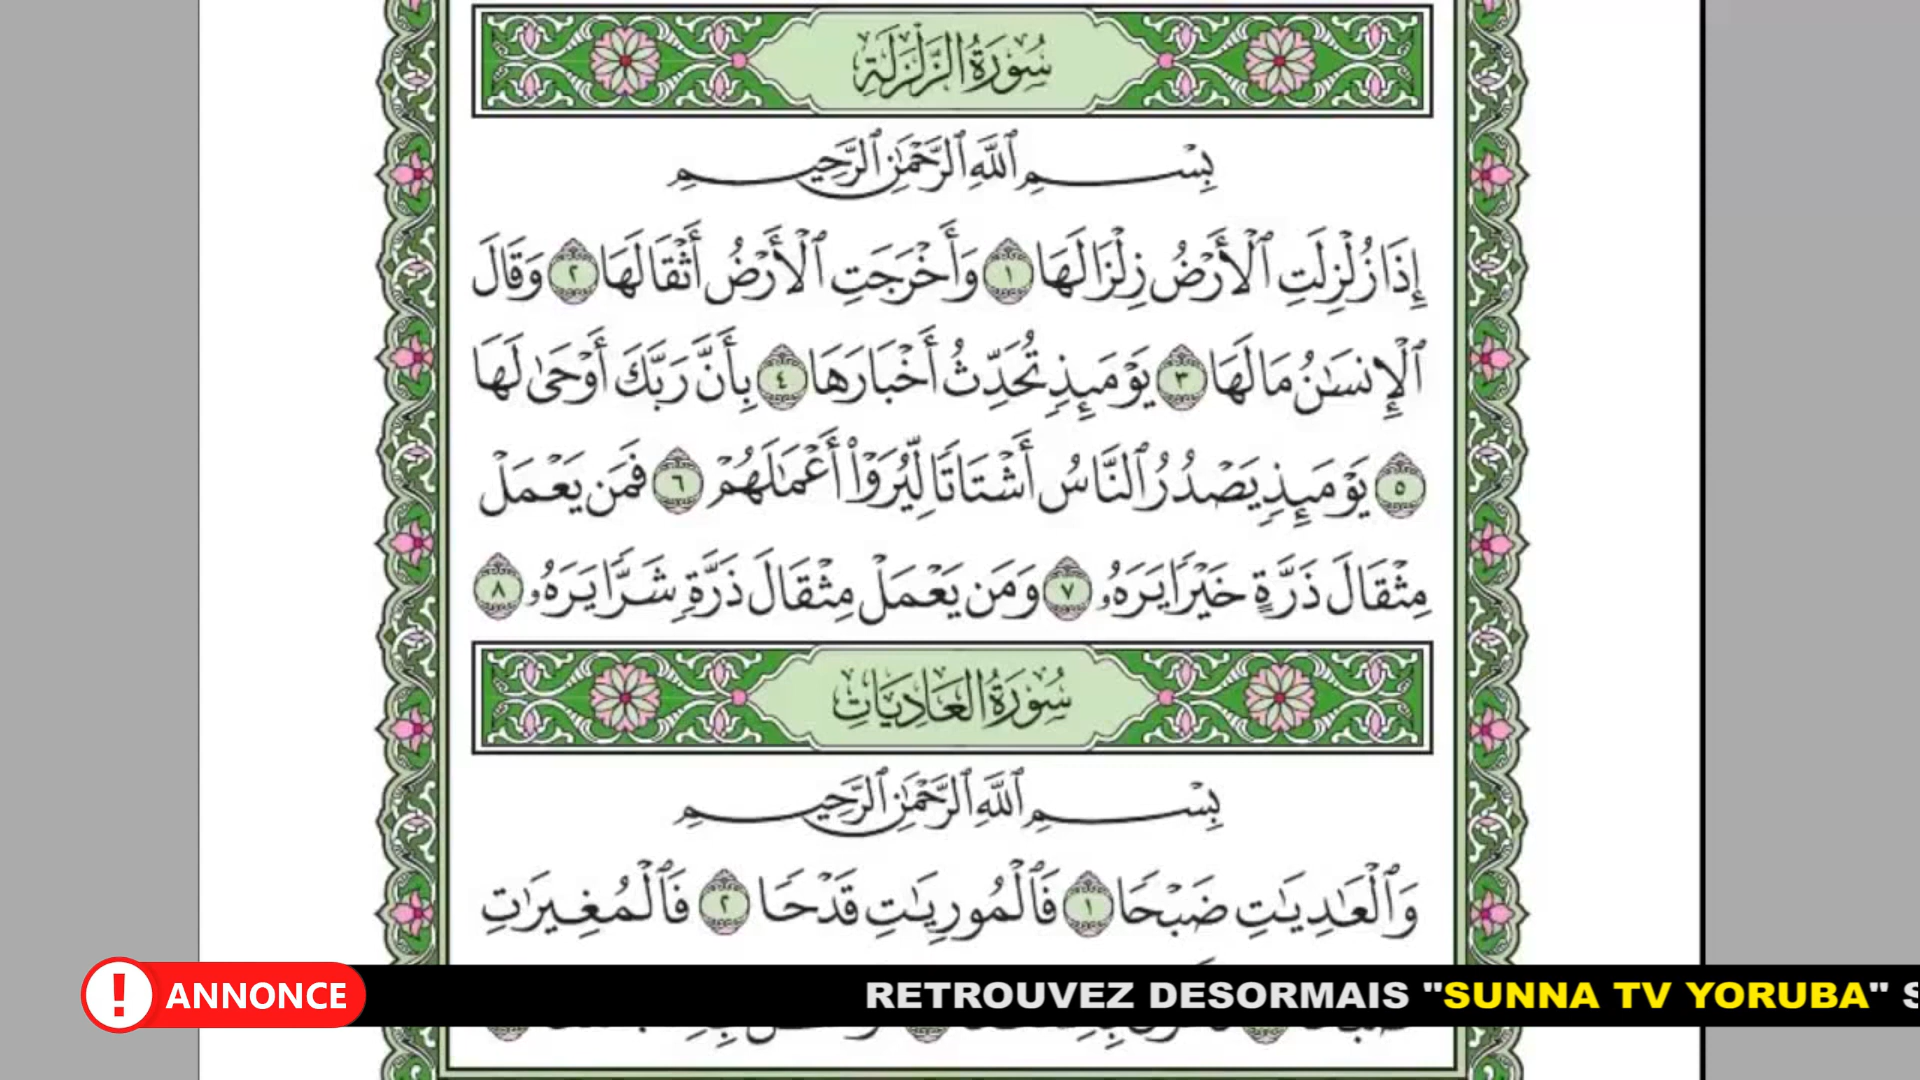 سُورَةُ الزَّلْزَلَةِ
بِسْمِ ٱللَّهِ ٱلرَّحْمَٰنِ ٱلرَّحِيمِ
إِذَا زُلْزِلَتِ ٱلْأَرْضُ زِلْزَالَهَا ١ وَأَخْرَجَتِ ٱلْأَرْضُ أَثْقَالَهَا ٢ وَقَالَ
ٱلْإِنسَٰنُ مَا لَهَا ٣ يَوْمَئِذٍ تُحَدِّثُ أَخْبَارَهَا ٤ بِأَنَّ رَبَّكَ أَوْحَىٰ لَهَا
٥ يَوْمَئِذٍ يَصْدُرُ ٱلنَّاسُ أَشْتَاتًا لِّيُرَوْا۟ أَعْمَٰلَهُمْ ٦ فَمَن يَعْمَلْ
مِثْقَالَ ذَرَّةٍ خَيْرًا يَرَهُۥ ٧ وَمَن يَعْمَلْ مِثْقَالَ ذَرَّةٍ شَرًّا يَرَهُۥ ٨
سُورَةُ العَادِيَاتِ
بِسْمِ ٱللَّهِ ٱلرَّحْمَٰنِ ٱلرَّحِيمِ
وَٱلْعَٰدِيَٰتِ ضَبْحًا ١ فَٱلْمُورِيَٰتِ قَدْحًا ٢ فَٱلْمُغِيرَٰتِ
! ANNONCE
RETROUVEZ DESORMAIS "SUNNA TV YORUBA" S